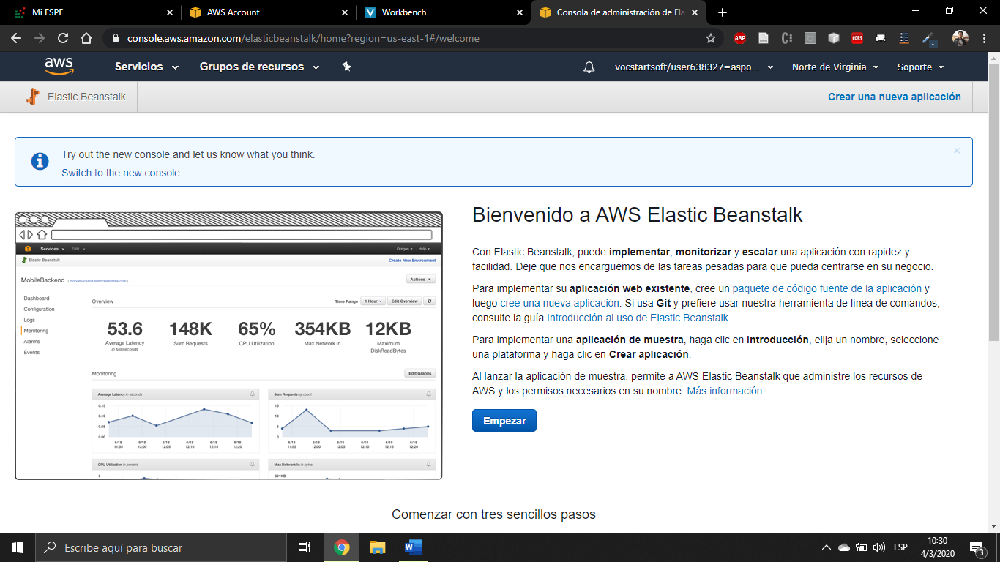 Mi ESPE
AWS Account
Workbench
Consola de administración de Ela
console.aws.amazon.com/elasticbeanstalk/home?region=us-east-1#/welcome
ABP
CORS
aws
Servicios
Grupos de recursos
vocstartsoft/user638327=aspo...
Norte de Virginia
Soporte
Elastic Beanstalk
Crear una nueva aplicación
Try out the new console and let us know what you think.
Switch to the new console
Services
Edit
Oregon
Help
Elastic Beanstalk
Create New Environment
MobileBackend ( mobilebackend.elasticbeanstalk.com )
Actions
Dashboard
Configuration
Logs
Monitoring
Alarms
Events
Overview
Time Range
1 Hour
Edit Overview
53.6
Average Latency
in Milliseconds
148K
Sum Requests
65%
CPU Utilization
354KB
Max Network In
12KB
Maximum
DiskReadBytes
Monitoring
Edit Graphs
Average Latency in seconds
0.15
0.10
0.05
0.00
6/18 6/18 6/18 6/18 6/18 6/18
11:55 12:00 12:05 12:10 12:15 12:20
Sum Requests by count
15
10
5
0
6/18 6/18 6/18 6/18 6/18 6/18
11:55 12:00 12:05 12:10 12:15 12:20
CPU Utilization in percent
6
Max Network In in bytes
381KB
Bienvenido a AWS Elastic Beanstalk
Con Elastic Beanstalk, puede implementar, monitorizar y escalar una aplicación con rapidez y
facilidad. Deje que nos encarguemos de las tareas pesadas para que pueda centrarse en su negocio.
Para implementar su aplicación web existente, cree un paquete de código fuente de la aplicación y
luego cree una nueva aplicación. Si usa Git y prefiere usar nuestra herramienta de línea de comandos,
consulte la guía Introducción al uso de Elastic Beanstalk.
Para implementar una aplicación de muestra, haga clic en Introducción, elija un nombre, seleccione
una plataforma y haga clic en Crear aplicación.
Al lanzar la aplicación de muestra, permite a AWS Elastic Beanstalk que administre los recursos de
AWS y los permisos necesarios en su nombre. Más información
Empezar
Comenzar con tres sencillos pasos
Escribe aquí para buscar
ESP
10:30
4/3/2020
3